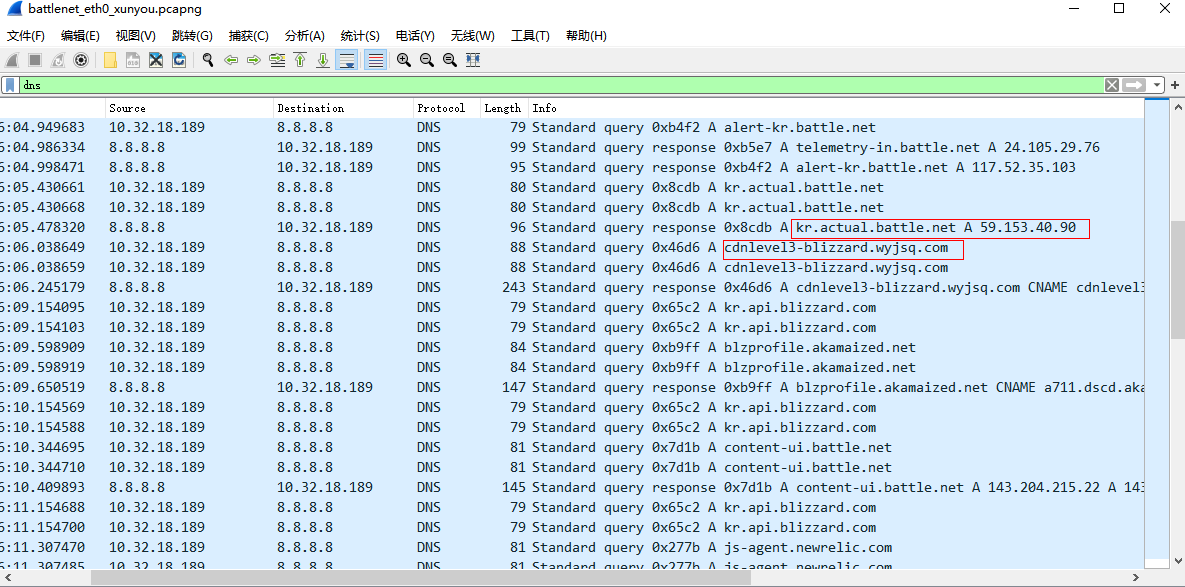 battlenet_eth0_xunyou.pcapng
文件(F) 编辑(E) 视图(V) 跳转(G) 捕获(C) 分析(A) 统计(S) 电话(Y) 无线(W) 工具(T) 帮助(H)
dns
Source Destination Protocol Length Info
6:04.949683 10.32.18.189 8.8.8.8 DNS 79 Standard query 0xb4f2 A alert-kr.battle.net
6:04.986334 8.8.8.8 10.32.18.189 DNS 99 Standard query response 0xb5e7 A telemetry-in.battle.net A 24.105.29.76
6:04.998471 8.8.8.8 10.32.18.189 DNS 95 Standard query response 0xb4f2 A alert-kr.battle.net A 117.52.35.103
6:05.430661 10.32.18.189 8.8.8.8 DNS 80 Standard query 0x8cdb A kr.actual.battle.net
6:05.430668 10.32.18.189 8.8.8.8 DNS 80 Standard query 0x8cdb A kr.actual.battle.net
6:05.478320 8.8.8.8 10.32.18.189 DNS 96 Standard query response 0x8cdb A kr.actual.battle.net A 59.153.40.90
6:06.038649 10.32.18.189 8.8.8.8 DNS 88 Standard query 0x46d6 A cdnlevel3-blizzard.wyjsq.com
6:06.038659 10.32.18.189 8.8.8.8 DNS 88 Standard query 0x46d6 A cdnlevel3-blizzard.wyjsq.com
6:06.245179 8.8.8.8 10.32.18.189 DNS 243 Standard query response 0x46d6 A cdnlevel3-blizzard.wyjsq.com CNAME cdnlevel3
6:09.154095 10.32.18.189 8.8.8.8 DNS 79 Standard query 0x65c2 A kr.api.blizzard.com
6:09.154103 10.32.18.189 8.8.8.8 DNS 79 Standard query 0x65c2 A kr.api.blizzard.com
6:09.598909 10.32.18.189 8.8.8.8 DNS 84 Standard query 0xb9ff A blzprofile.akamaized.net
6:09.598919 10.32.18.189 8.8.8.8 DNS 84 Standard query 0xb9ff A blzprofile.akamaized.net
6:09.650519 8.8.8.8 10.32.18.189 DNS 147 Standard query response 0xb9ff A blzprofile.akamaized.net CNAME a711.dscd.aka
6:10.154569 10.32.18.189 8.8.8.8 DNS 79 Standard query 0x65c2 A kr.api.blizzard.com
6:10.154588 10.32.18.189 8.8.8.8 DNS 79 Standard query 0x65c2 A kr.api.blizzard.com
6:10.344695 10.32.18.189 8.8.8.8 DNS 81 Standard query 0x7d1b A content-ui.battle.net
6:10.344710 10.32.18.189 8.8.8.8 DNS 81 Standard query 0x7d1b A content-ui.battle.net
6:10.409893 8.8.8.8 10.32.18.189 DNS 145 Standard query response 0x7d1b A content-ui.battle.net A 143.204.215.22 A 143
6:11.154688 10.32.18.189 8.8.8.8 DNS 79 Standard query 0x65c2 A kr.api.blizzard.com
6:11.154700 10.32.18.189 8.8.8.8 DNS 79 Standard query 0x65c2 A kr.api.blizzard.com
6:11.307470 10.32.18.189 8.8.8.8 DNS 81 Standard query 0x277b A js-agent.newrelic.com
6:11.307485 10.32.18.189 8.8.8.8 DNS 81 Standard query 0x277b A js-agent.newrelic.com